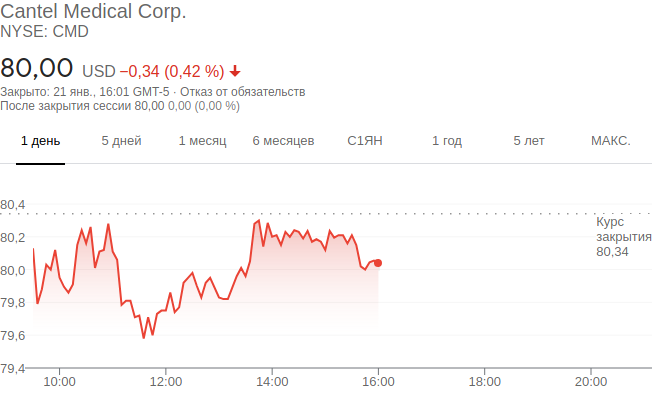 Cantel Medical Corp.
NYSE: CMD
80,00 USD −0,34 (0,42 %)
Закрыто: 21 янв., 16:01 GMT-5 · Отказ от обязательств
После закрытия сессии 80,00 0,00 (0,00 %)
1 день 5 дней 1 месяц 6 месяцев С1ЯН 1 год 5 лет МАКС.
80,4
Курс
закрытия
80,34
80,2
80,0
79,8
79,6
79,4
10:00 12:00 14:00 16:00 18:00 20:00